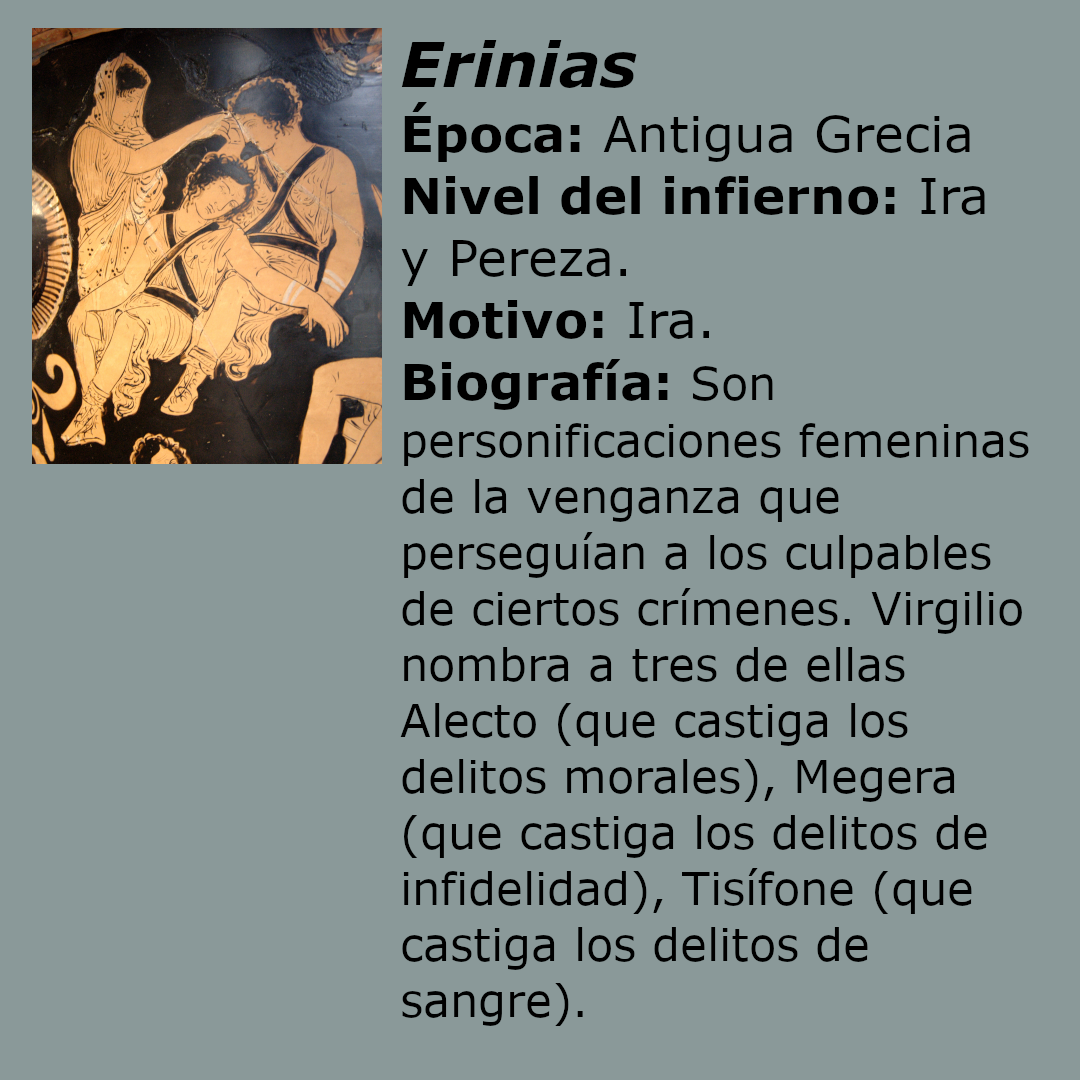 Erinias
Época: Antigua Grecia
Nivel del infierno: Ira
y Pereza.
Motivo: Ira.
Biografía: Son
personificaciones femeninas
de la venganza que
perseguían a los culpables
de ciertos crímenes. Virgilio
nombra a tres de ellas
Alecto (que castiga los
delitos morales), Megera
(que castiga los delitos de
infidelidad), Tisífone (que
castiga los delitos de
sangre).